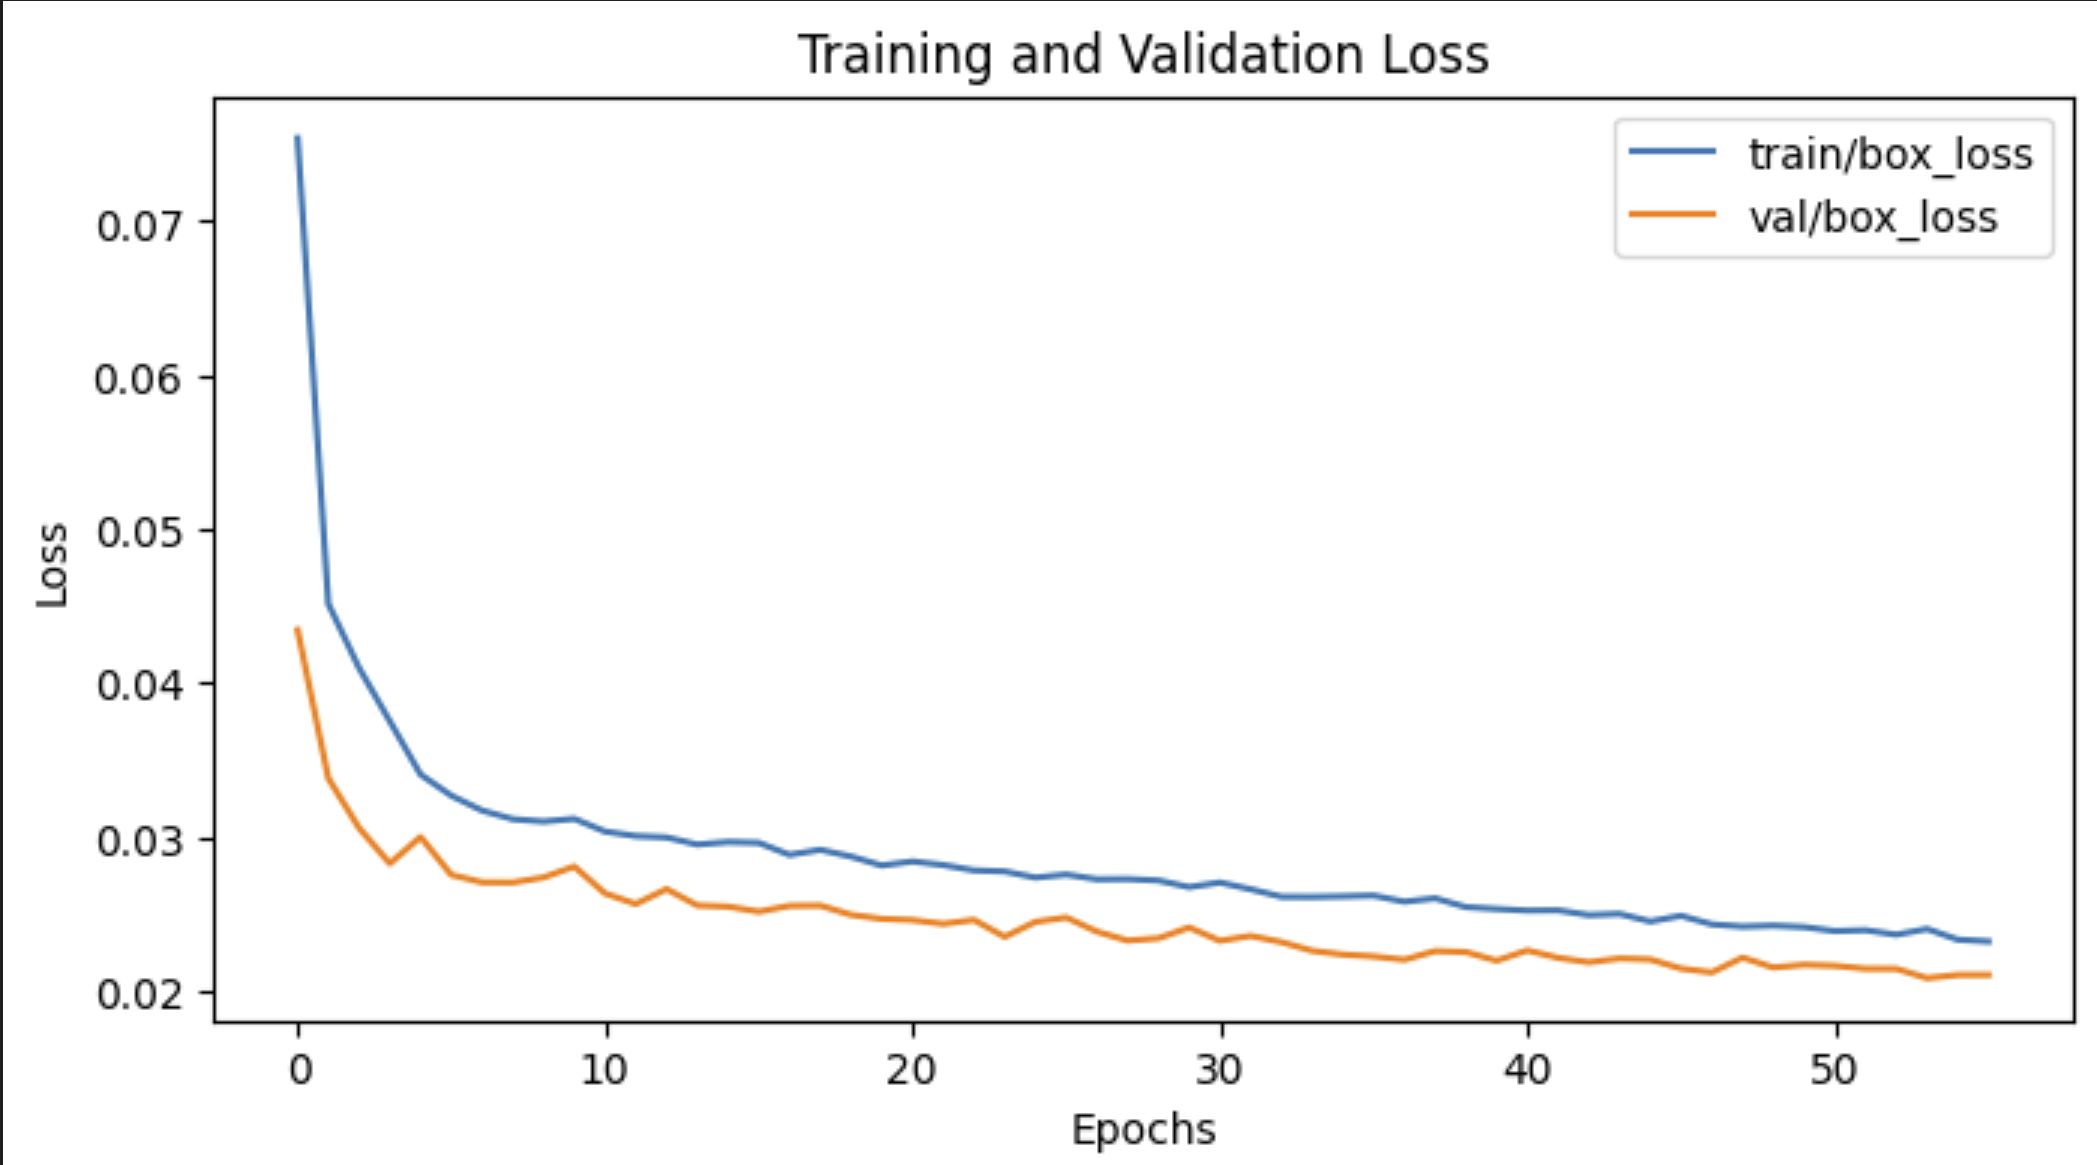 Training and Validation Loss
train/box_loss
val/box_loss
0.07
0.06
0.05
0.04
0.03
0.02
Loss
0 10 20 30 40 50
Epochs